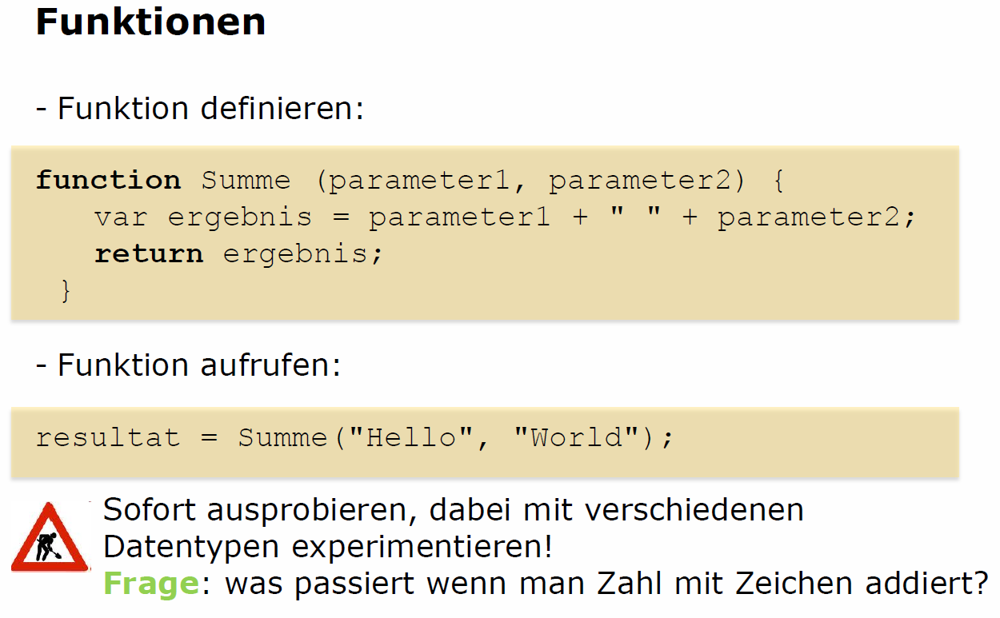 Funktionen
- Funktion definieren:
function Summe (parameter1, parameter2) {
var ergebnis = parameter1 + " " + parameter2;
return ergebnis;
}
- Funktion aufrufen:
resultat = Summe("Hello", "World");
Sofort ausprobieren, dabei mit verschiedenen
Datentypen experimentieren!
Frage: was passiert wenn man Zahl mit Zeichen addiert?